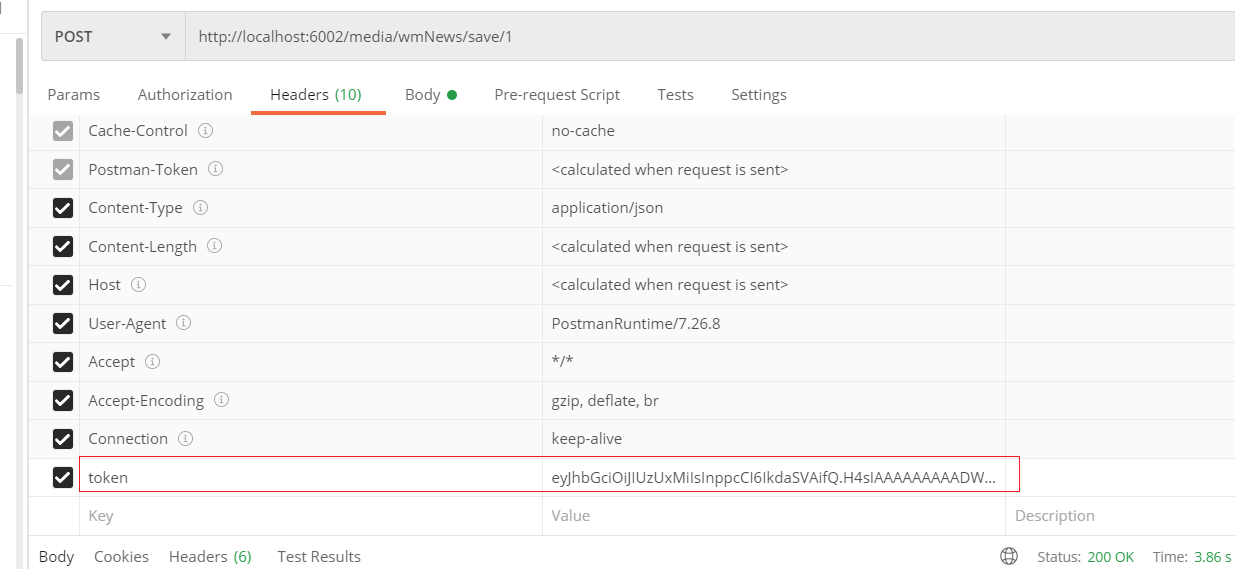 POST http://localhost:6002/media/wmNews/save/1
Params Authorization Headers (10) Body Pre-request Script Tests Settings
Cache-Control no-cache
Postman-Token <calculated when request is sent>
Content-Type application/json
Content-Length <calculated when request is sent>
Host <calculated when request is sent>
User-Agent PostmanRuntime/7.26.8
Accept */*
Accept-Encoding gzip, deflate, br
Connection keep-alive
token eyJhbGciOiJIUzUxMiIsInppcCI6IkdaSVAifQ.H4sIAAAAAAAAADW...
Key Value Description
Body Cookies Headers (6) Test Results Status: 200 OK Time: 3.86 s